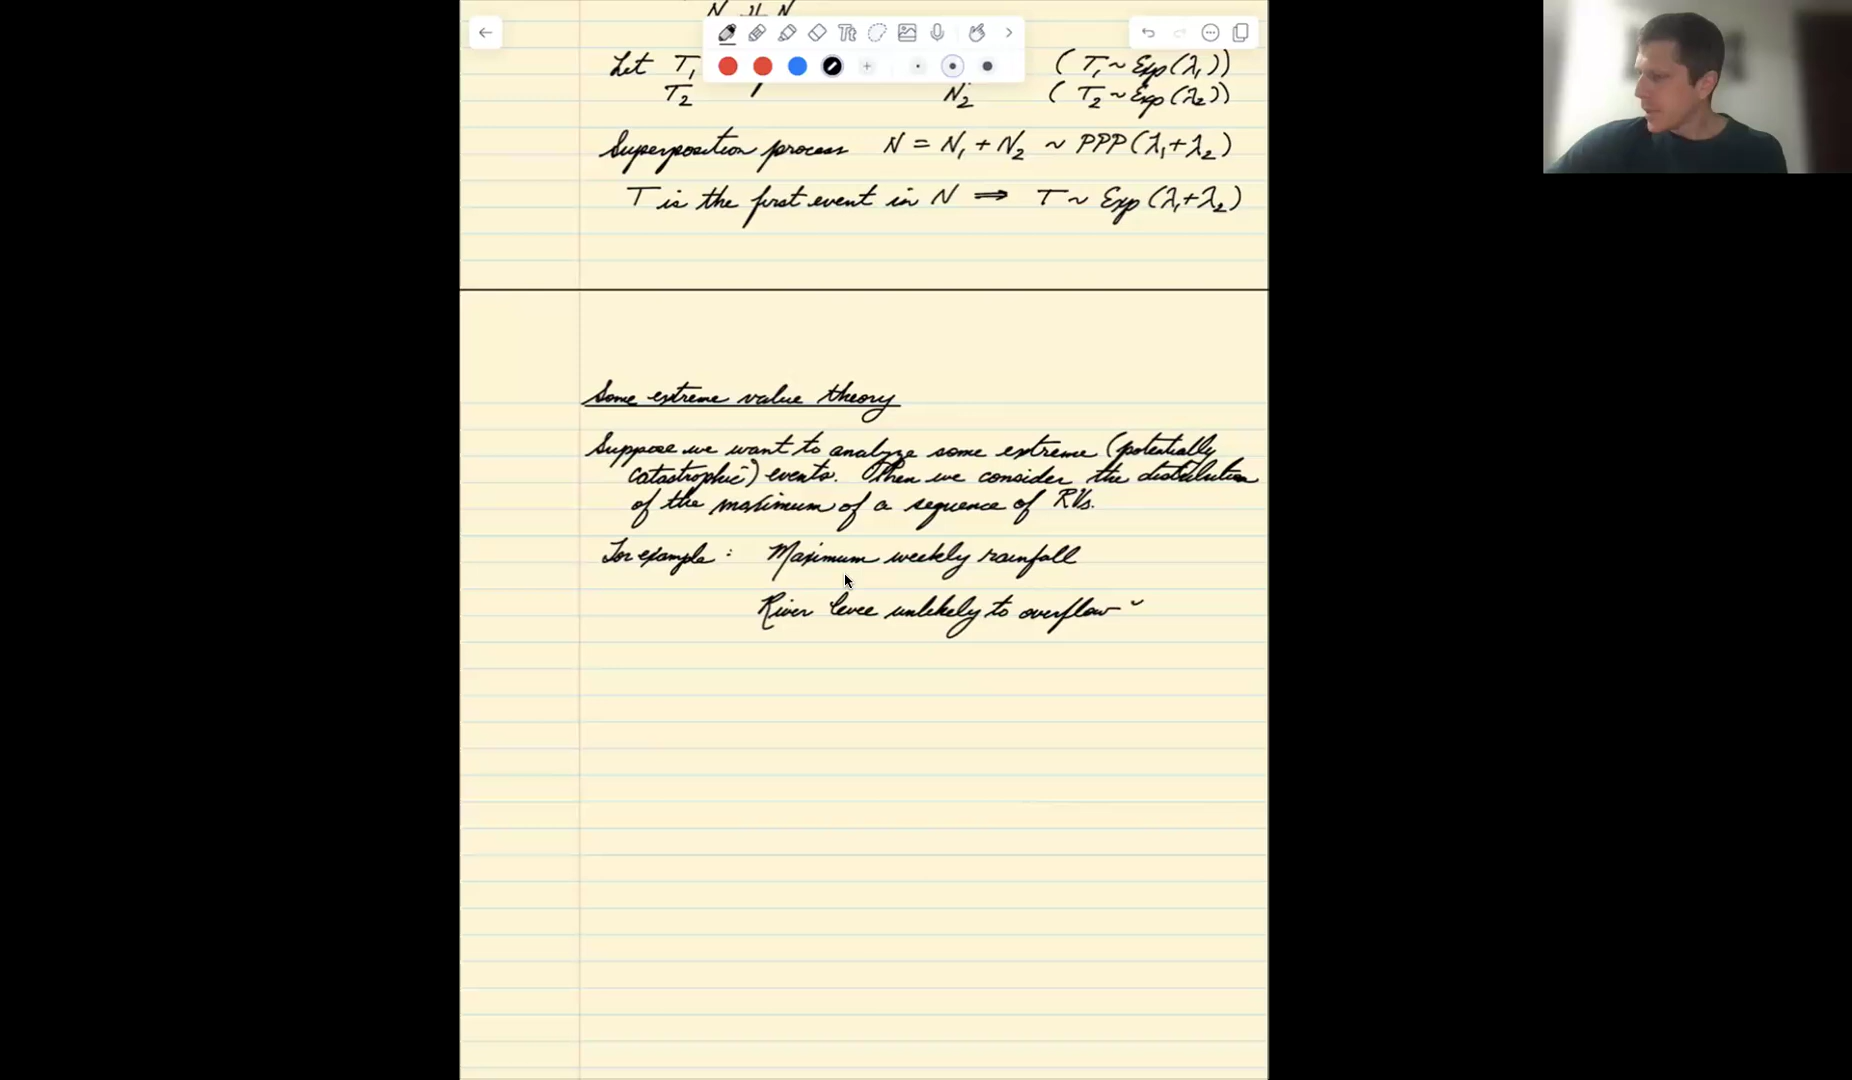 Let T₁ ( T₁ ~ Exp(λ₁))
T₂ N₂ ( T₂ ~ Exp(λ₂))
Superposition process N = N₁ + N₂ ~ PPP(λ₁+λ₂)
T is the first event in N ⟹ T ~ Exp(λ₁+λ₂)
Some extreme value theory
Suppose we want to analyze some extreme (potentially
catastrophic) events. Then we consider the distribution
of the maximum of a sequence of RVs.
For example : Maximum weekly rainfall
River levee unlikely to overflow